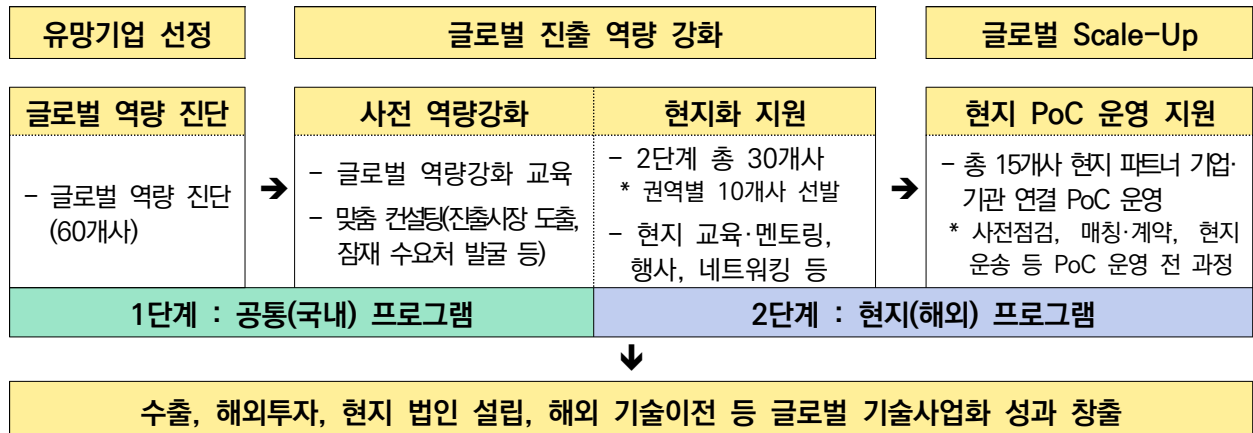 유망기업 선정
글로벌 진출 역량 강화
글로벌 Scale-Up
글로벌 역량 진단
- 글로벌 역량 진단
(60개사)
➔
사전 역량강화
- 글로벌 역량강화 교육
- 맞춤 컨설팅(진출시장 도출,
잠재 수요처 발굴 등)
현지화 지원
- 2단계 총 30개사
* 권역별 10개사 선발
- 현지 교육·멘토링,
행사, 네트워킹 등
➔
현지 PoC 운영 지원
- 총 15개사 현지 파트너 기업·
기관 연결 PoC 운영
* 사전점검, 매칭·계약, 현지
운송 등 PoC 운영 전 과정
1단계 : 공통(국내) 프로그램
2단계 : 현지(해외) 프로그램
🡻
수출, 해외투자, 현지 법인 설립, 해외 기술이전 등 글로벌 기술사업화 성과 창출